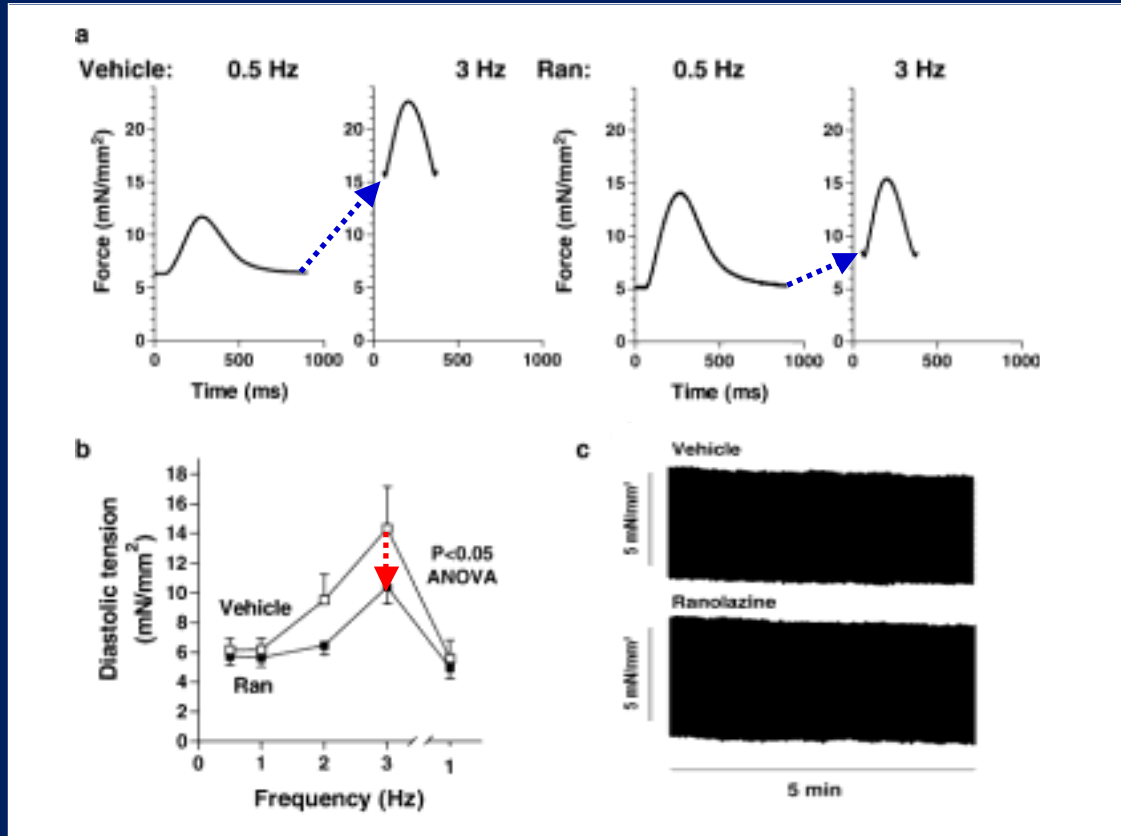 a
Vehicle: 0.5 Hz 3 Hz Ran: 0.5 Hz 3 Hz
Force (mN/mm²)
20
15
10
5
0
0 500 1000
Time (ms)
20
15
10
5
0
0 500 1000
Force (mN/mm²)
20
15
10
5
0
0 500 1000
Time (ms)
20
15
10
5
0
0 500 1000
b
Diastolic tension
(mN/mm²)
18
16
14
12
10
8
6
4
2
0
Vehicle
Ran
P<0.05
ANOVA
0 1 2 3 1
Frequency (Hz)
c
Vehicle
5 mN/mm²
Ranolazine
5 mN/mm²
5 min